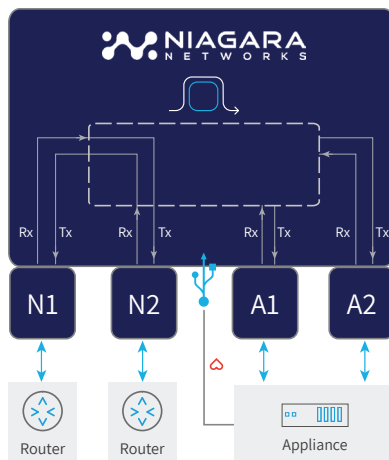 NIAGARA
NETWORKS
Rx Tx Rx Tx Rx Tx Rx Tx
N1 N2 A1 A2
Router Router Appliance